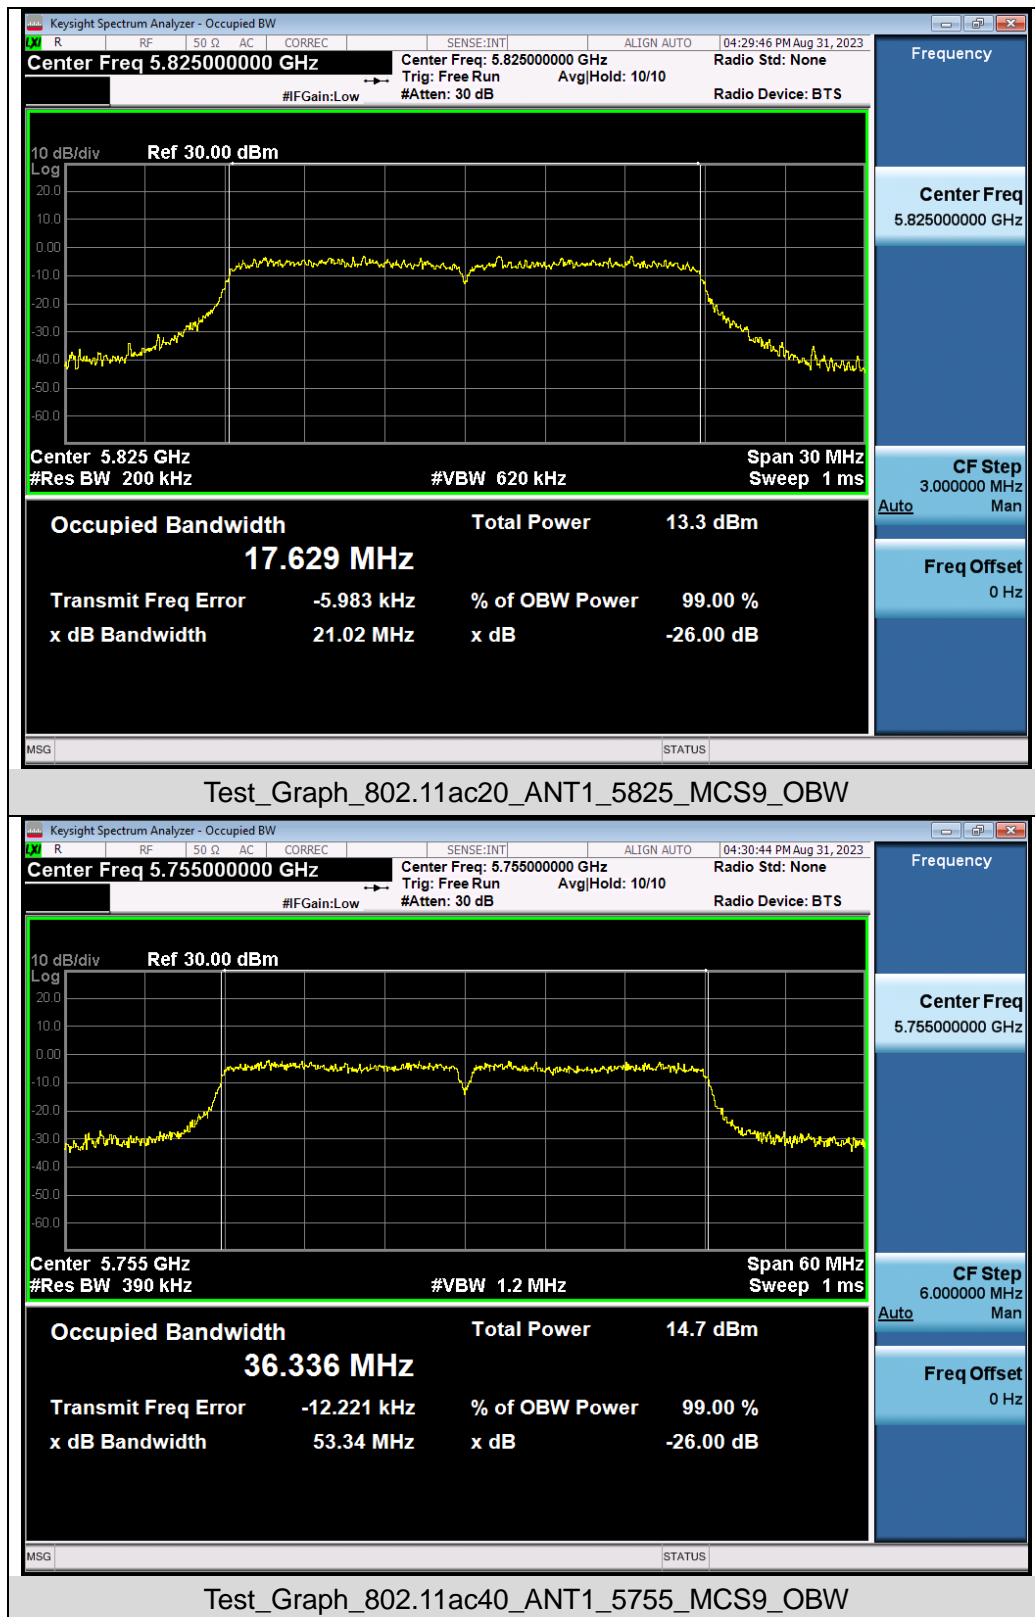 Keysight Spectrum Analyzer - Occupied BW
LXI R RF 50 Ω AC CORREC SENSE:INT ALIGN AUTO 04:29:46 PM Aug 31, 2023
Center Freq 5.825000000 GHz
Center Freq: 5.825000000 GHz
Radio Std: None
Trig: Free Run Avg|Hold: 10/10
#IFGain:Low
#Atten: 30 dB
Radio Device: BTS
Frequency
10 dB/div Ref 30.00 dBm
Log
20.0
10.0
0.00
-10.0
-20.0
-30.0
-40.0
-50.0
-60.0
Center Freq
5.825000000 GHz
Center 5.825 GHz
Span 30 MHz
#Res BW 200 kHz
#VBW 620 kHz
Sweep 1 ms
CF Step
3.000000 MHz
Auto Man
Freq Offset
0 Hz
Occupied Bandwidth
17.629 MHz
Total Power 13.3 dBm
Transmit Freq Error -5.983 kHz
% of OBW Power 99.00 %
x dB Bandwidth 21.02 MHz
x dB -26.00 dB
MSG STATUS
Test_Graph_802.11ac20_ANT1_5825_MCS9_OBW
Keysight Spectrum Analyzer - Occupied BW
LXI R RF 50 Ω AC CORREC SENSE:INT ALIGN AUTO 04:30:44 PM Aug 31, 2023
Center Freq 5.755000000 GHz
Center Freq: 5.755000000 GHz
Radio Std: None
Trig: Free Run Avg|Hold: 10/10
#IFGain:Low
#Atten: 30 dB
Radio Device: BTS
Frequency
10 dB/div Ref 30.00 dBm
Log
20.0
10.0
0.00
-10.0
-20.0
-30.0
-40.0
-50.0
-60.0
Center Freq
5.755000000 GHz
Center 5.755 GHz
Span 60 MHz
#Res BW 390 kHz
#VBW 1.2 MHz
Sweep 1 ms
CF Step
6.000000 MHz
Auto Man
Freq Offset
0 Hz
Occupied Bandwidth
36.336 MHz
Total Power 14.7 dBm
Transmit Freq Error -12.221 kHz
% of OBW Power 99.00 %
x dB Bandwidth 53.34 MHz
x dB -26.00 dB
MSG STATUS
Test_Graph_802.11ac40_ANT1_5755_MCS9_OBW